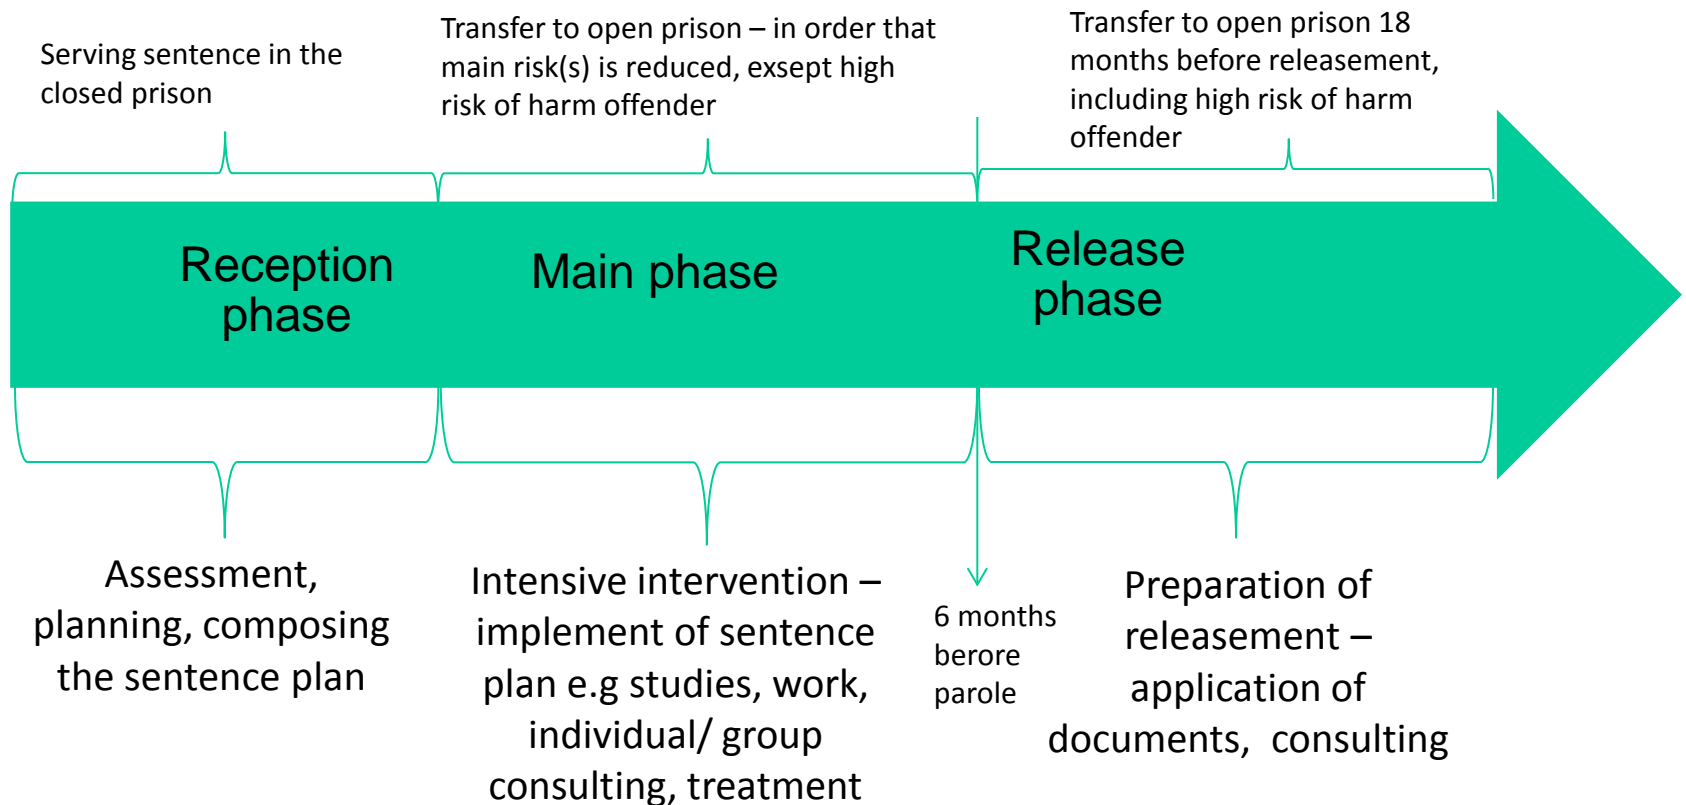 Serving sentence in the
closed prison
Transfer to open prison – in order that
main risk(s) is reduced, exsept high
risk of harm offender
Transfer to open prison 18
months before releasement,
including high risk of harm
offender
Reception
phase
Main phase
Release
phase
Assessment,
planning, composing
the sentence plan
Intensive intervention –
implement of sentence
plan e.g studies, work,
individual/ group
consulting, treatment
6 months
berore
parole
Preparation of
releasement –
application of
documents, consulting